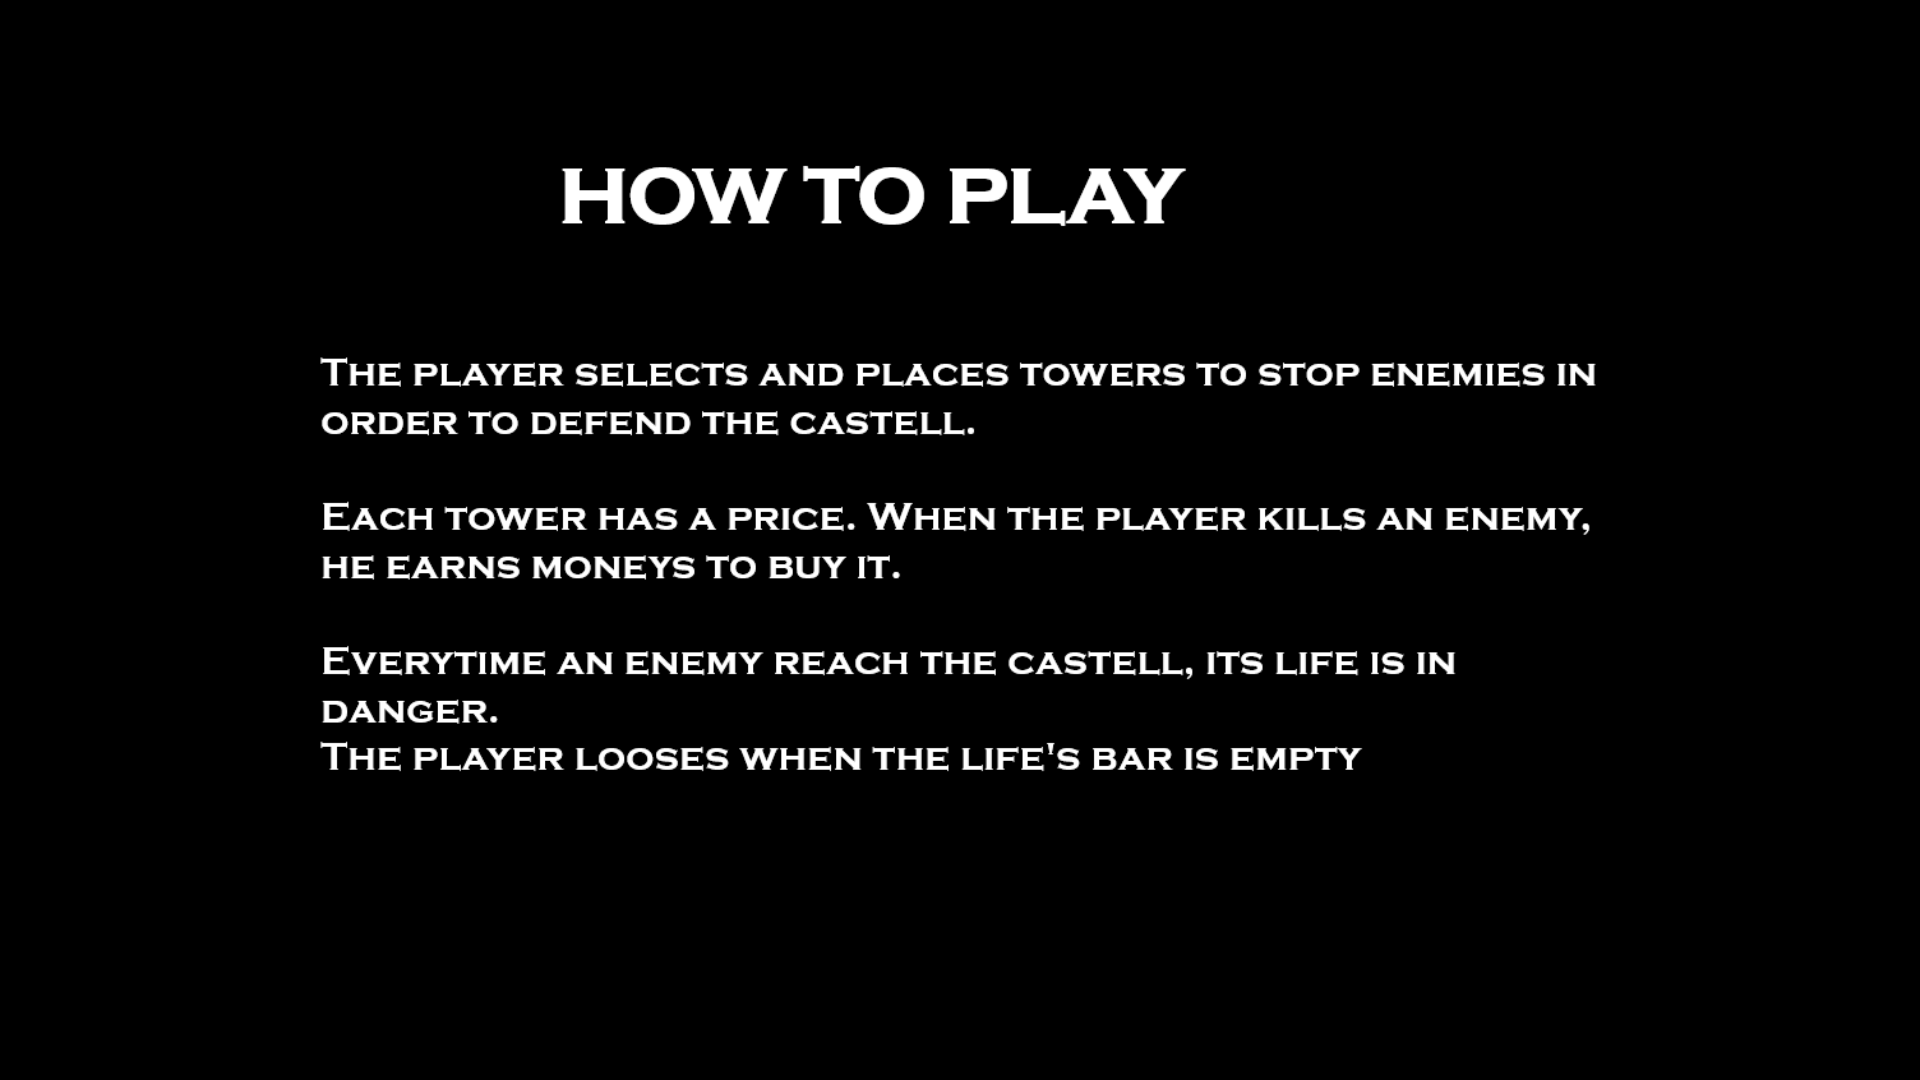 HOW TO PLAY
The player selects and places towers to stop enemies in
order to defend the castell.
Each tower has a price. When the player kills an enemy,
he earns moneys to buy it.
Everytime an enemy reach the castell, its life is in
danger.
The player looses when the life's bar is empty